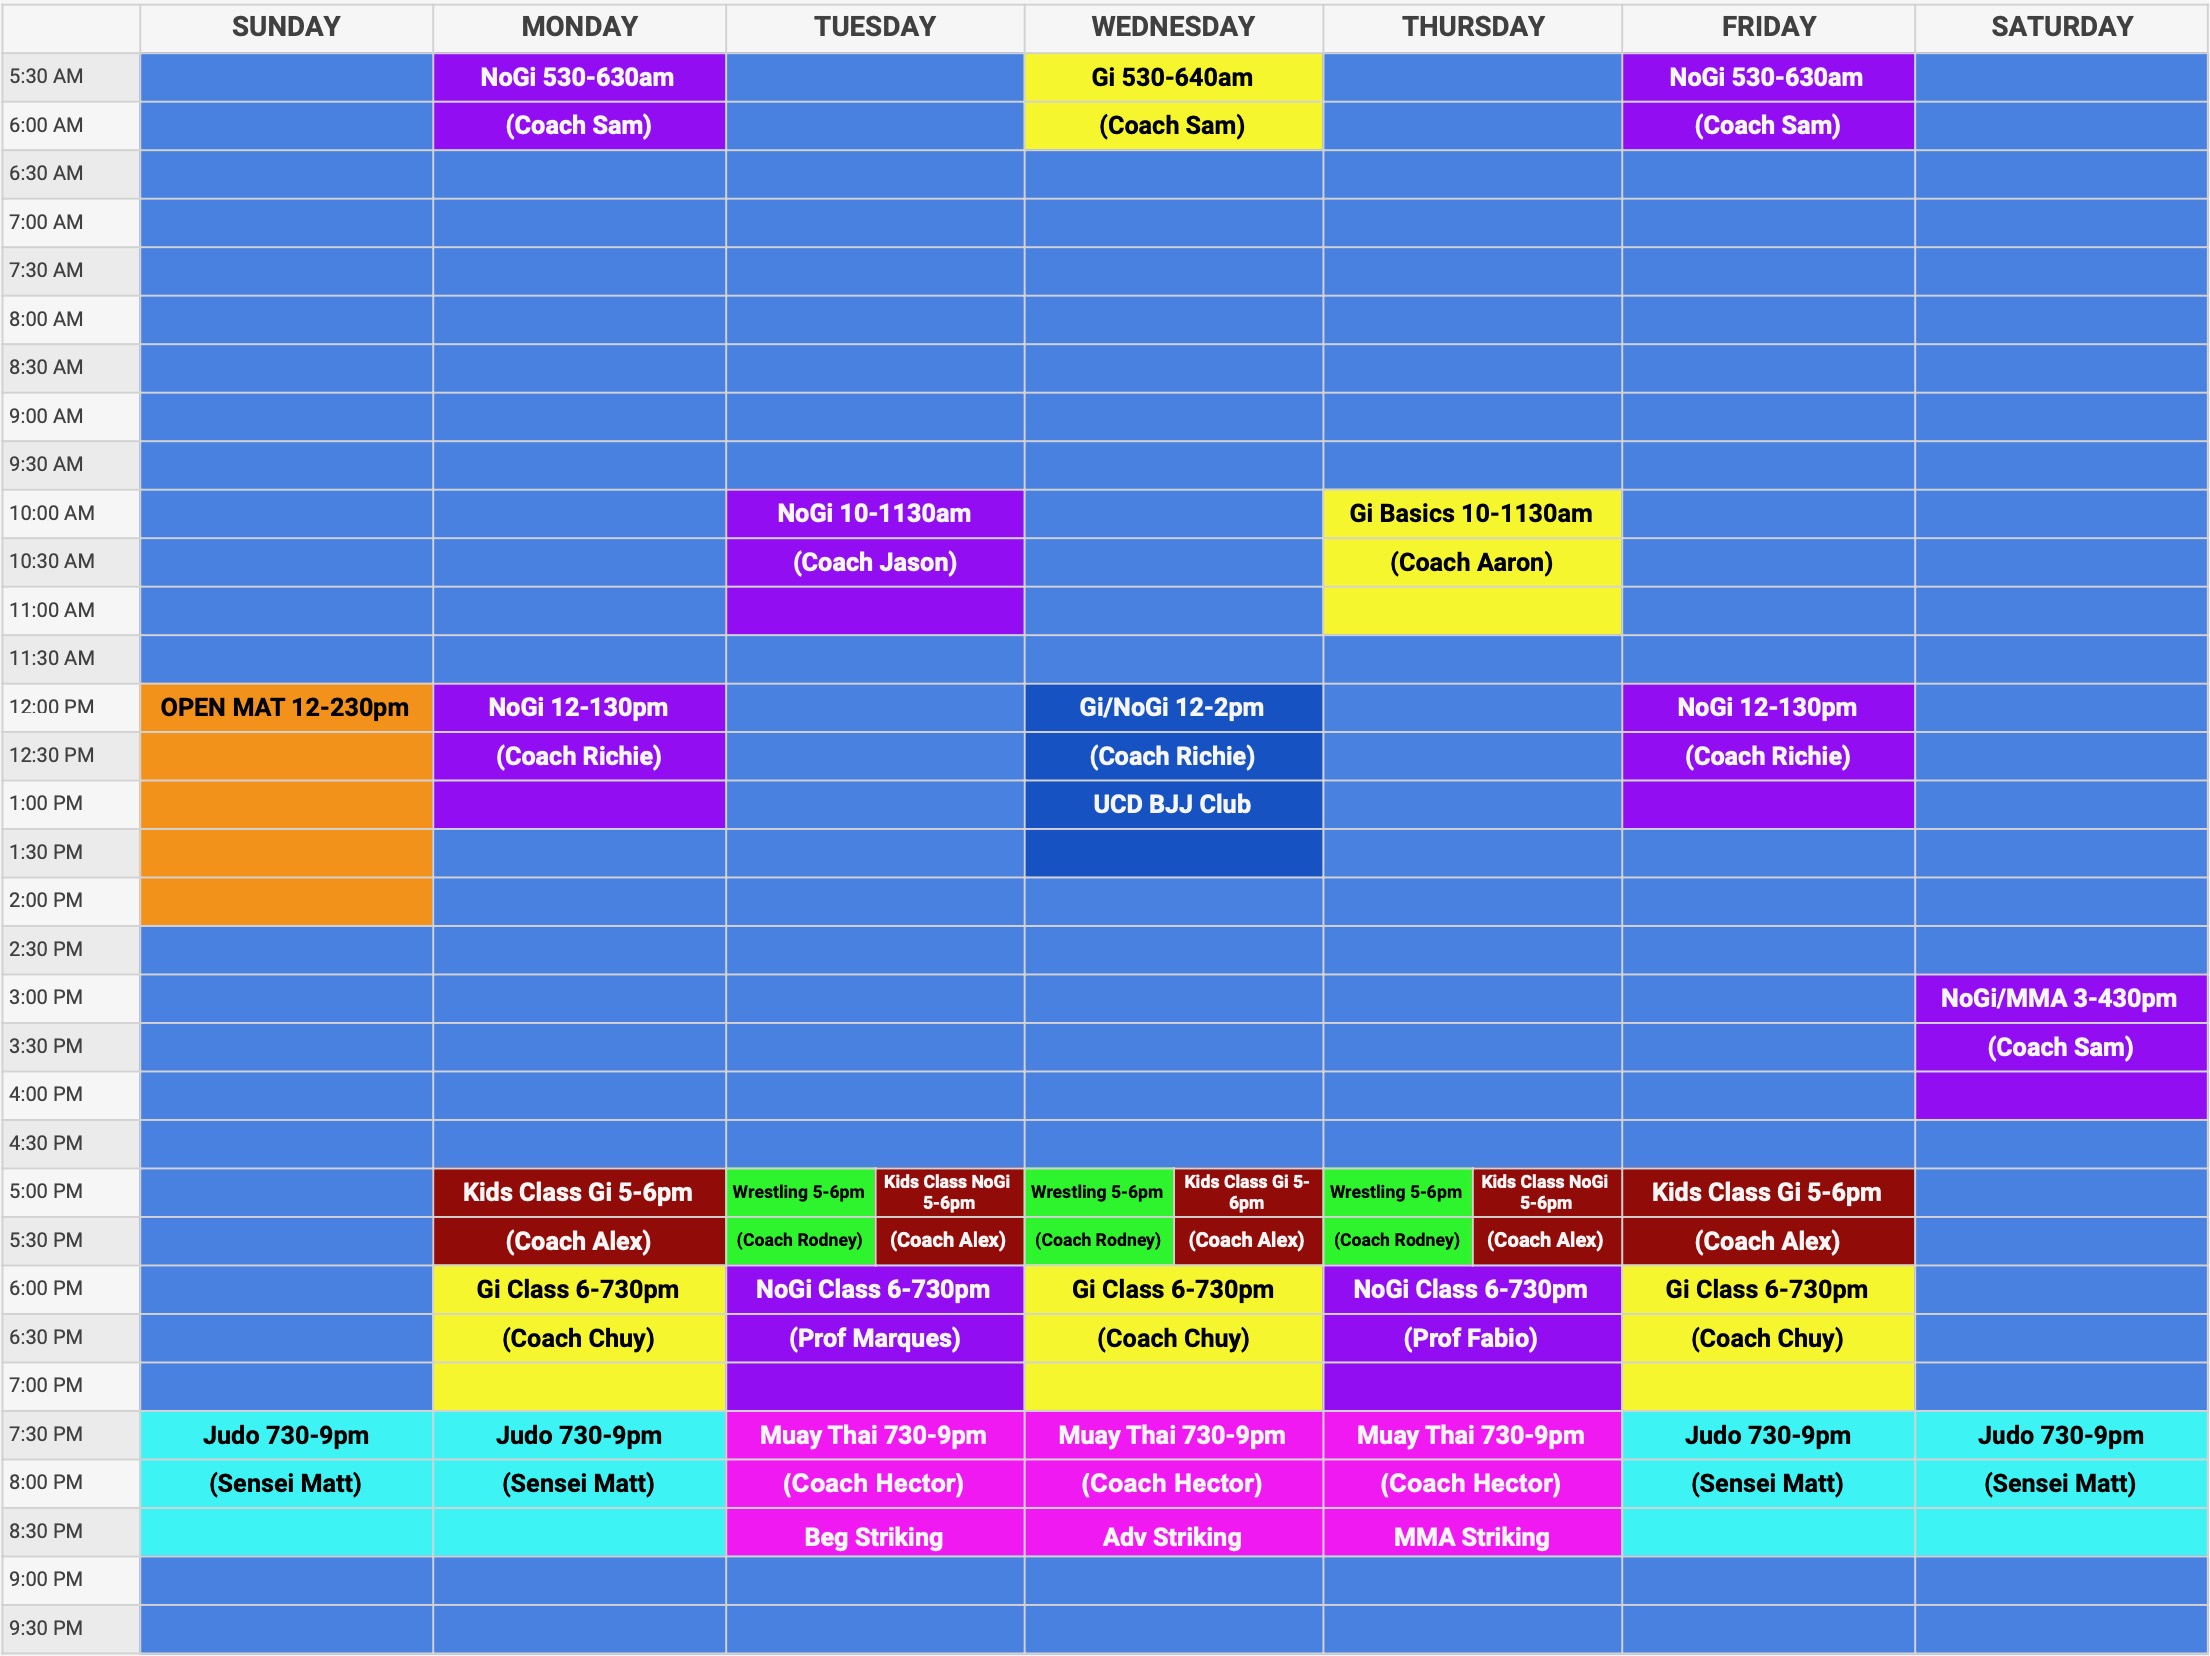 SUNDAY MONDAY TUESDAY WEDNESDAY THURSDAY FRIDAY SATURDAY
5:30 AM NoGi 530-630am Gi 530-640am NoGi 530-630am
6:00 AM (Coach Sam) (Coach Sam) (Coach Sam)
6:30 AM
7:00 AM
7:30 AM
8:00 AM
8:30 AM
9:00 AM
9:30 AM
10:00 AM NoGi 10-1130am Gi Basics 10-1130am
10:30 AM (Coach Jason) (Coach Aaron)
11:00 AM
11:30 AM
12:00 PM OPEN MAT 12-230pm NoGi 12-130pm Gi/NoGi 12-2pm NoGi 12-130pm
12:30 PM (Coach Richie) (Coach Richie) (Coach Richie)
1:00 PM UCD BJJ Club
1:30 PM
2:00 PM
2:30 PM
3:00 PM NoGi/MMA 3-430pm
3:30 PM (Coach Sam)
4:00 PM
4:30 PM
5:00 PM Kids Class Gi 5-6pm Wrestling 5-6pm Kids Class NoGi 5-6pm Wrestling 5-6pm Kids Class Gi 5-6pm Wrestling 5-6pm Kids Class NoGi 5-6pm Kids Class Gi 5-6pm
5:30 PM (Coach Alex) (Coach Rodney) (Coach Alex) (Coach Rodney) (Coach Alex) (Coach Rodney) (Coach Alex) (Coach Alex)
6:00 PM Gi Class 6-730pm NoGi Class 6-730pm Gi Class 6-730pm NoGi Class 6-730pm Gi Class 6-730pm
6:30 PM (Coach Chuy) (Prof Marques) (Coach Chuy) (Prof Fabio) (Coach Chuy)
7:00 PM
7:30 PM Judo 730-9pm Judo 730-9pm Muay Thai 730-9pm Muay Thai 730-9pm Muay Thai 730-9pm Judo 730-9pm Judo 730-9pm
8:00 PM (Sensei Matt) (Sensei Matt) (Coach Hector) (Coach Hector) (Coach Hector) (Sensei Matt) (Sensei Matt)
8:30 PM Beg Striking Adv Striking MMA Striking
9:00 PM
9:30 PM